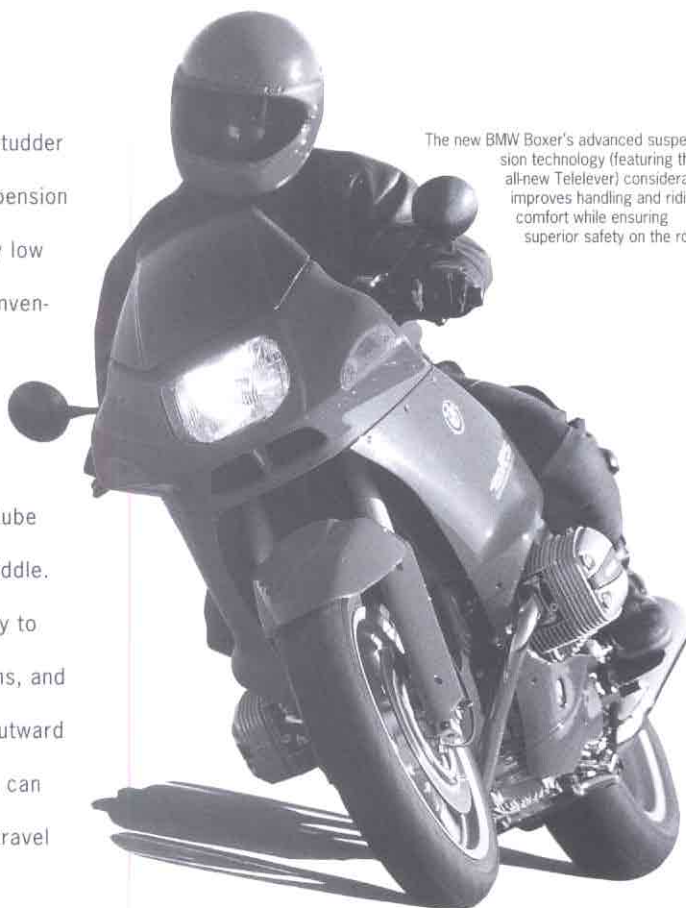 tudder
pension
low
nven-
ube
ddle.
y to
ns, and
utward
can
ravel
The new BMW Boxer's advanced suspe
sion technology (featuring th
all-new Telelever) considera
improves handling and ridi
comfort while ensuring
superior safety on the ro